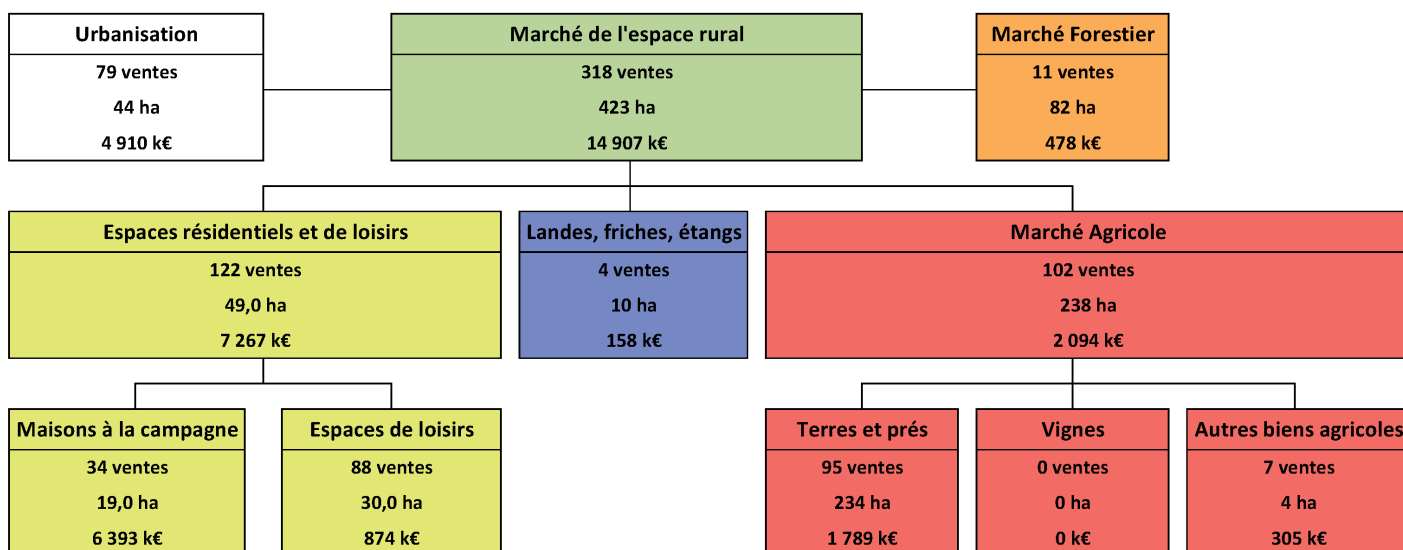 Urbanisation
79 ventes
44 ha
4 910 k€
Marché de l'espace rural
318 ventes
423 ha
14 907 k€
Marché Forestier
11 ventes
82 ha
478 k€
Espaces résidentiels et de loisirs
122 ventes
49,0 ha
7 267 k€
Landes, friches, étangs
4 ventes
10 ha
158 k€
Marché Agricole
102 ventes
238 ha
2 094 k€
Maisons à la campagne
34 ventes
19,0 ha
6 393 k€
Espaces de loisirs
88 ventes
30,0 ha
874 k€
Terres et prés
95 ventes
234 ha
1 789 k€
Vignes
0 ventes
0 ha
0 k€
Autres biens agricoles
7 ventes
4 ha
305 k€